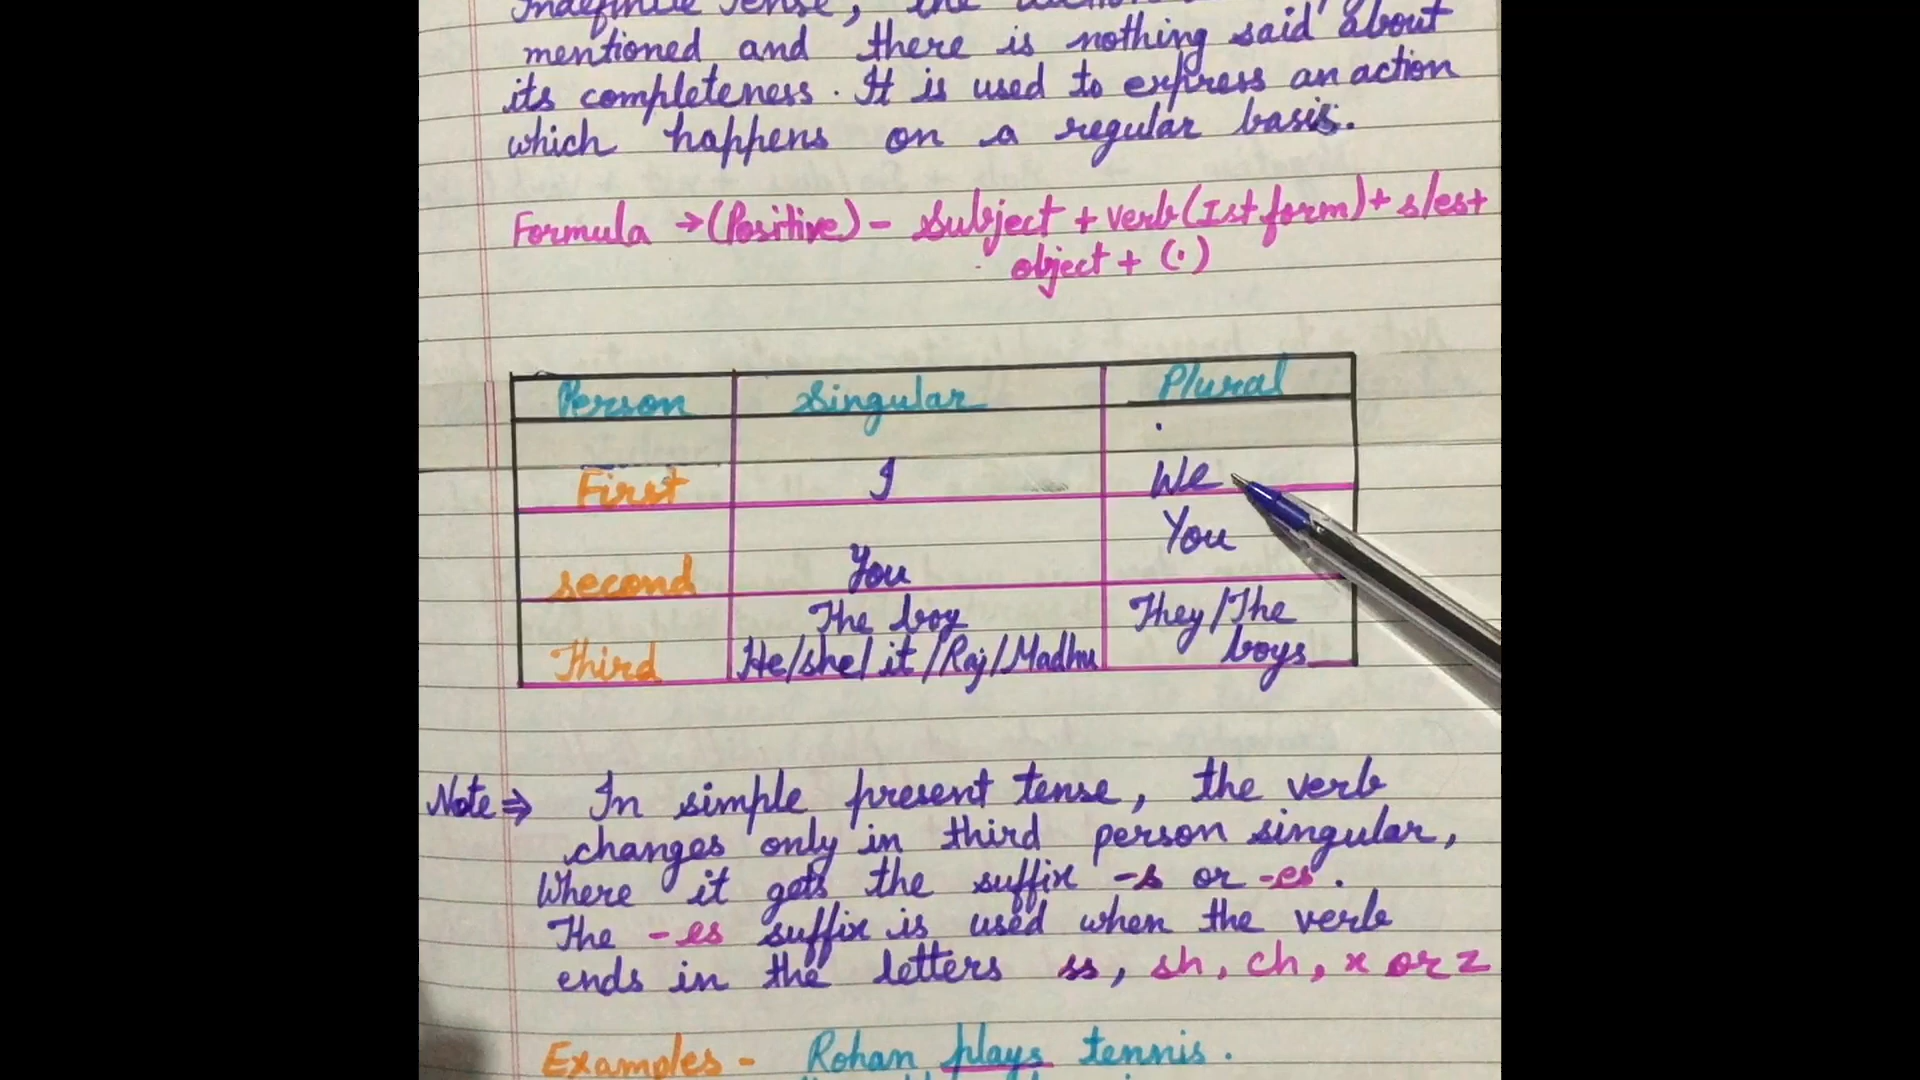 Indefinite Tense, the
mentioned and there is nothing said about
its completeness. It is used to express an action
which happens on a regular basis.
Formula → (Positive) - Subject + verb (Ist form) + s/es+
object + (.)
Person Singular Plural
First I We
second You You
The boy They/The
Third He/she/it/Raj/Madhu boys
Note ⇒ In simple present tense, the verb
changes only in third person singular,
Where it gets the suffix -s or -es.
The -es suffix is used when the verb
ends in the letters ss, sh, ch, x or z
Examples - Rohan plays tennis.